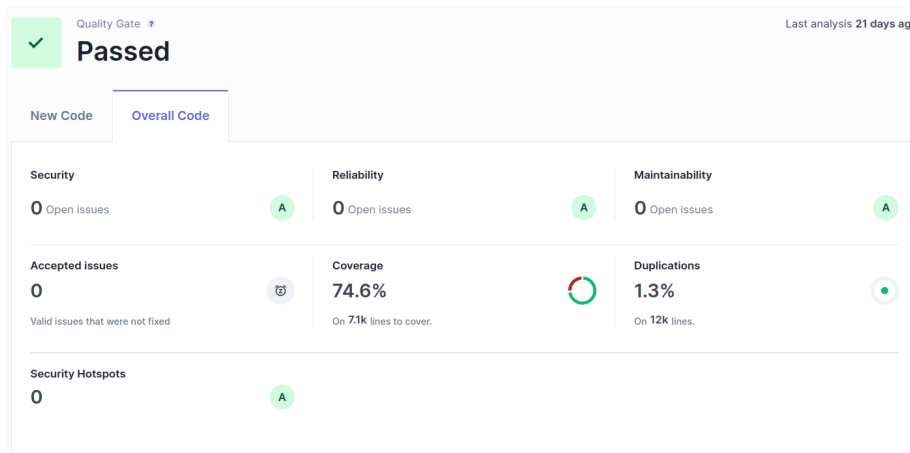 Quality Gate ?
Last analysis 21 days ag
Passed
New Code
Overall Code
Security
Reliability
Maintainability
0 Open issues
A
0 Open issues
A
0 Open issues
A
Accepted issues
Coverage
Duplications
0
74.6%
1.3%
Valid issues that were not fixed
On 7.1k lines to cover.
On 12k lines.
Security Hotspots
0
A